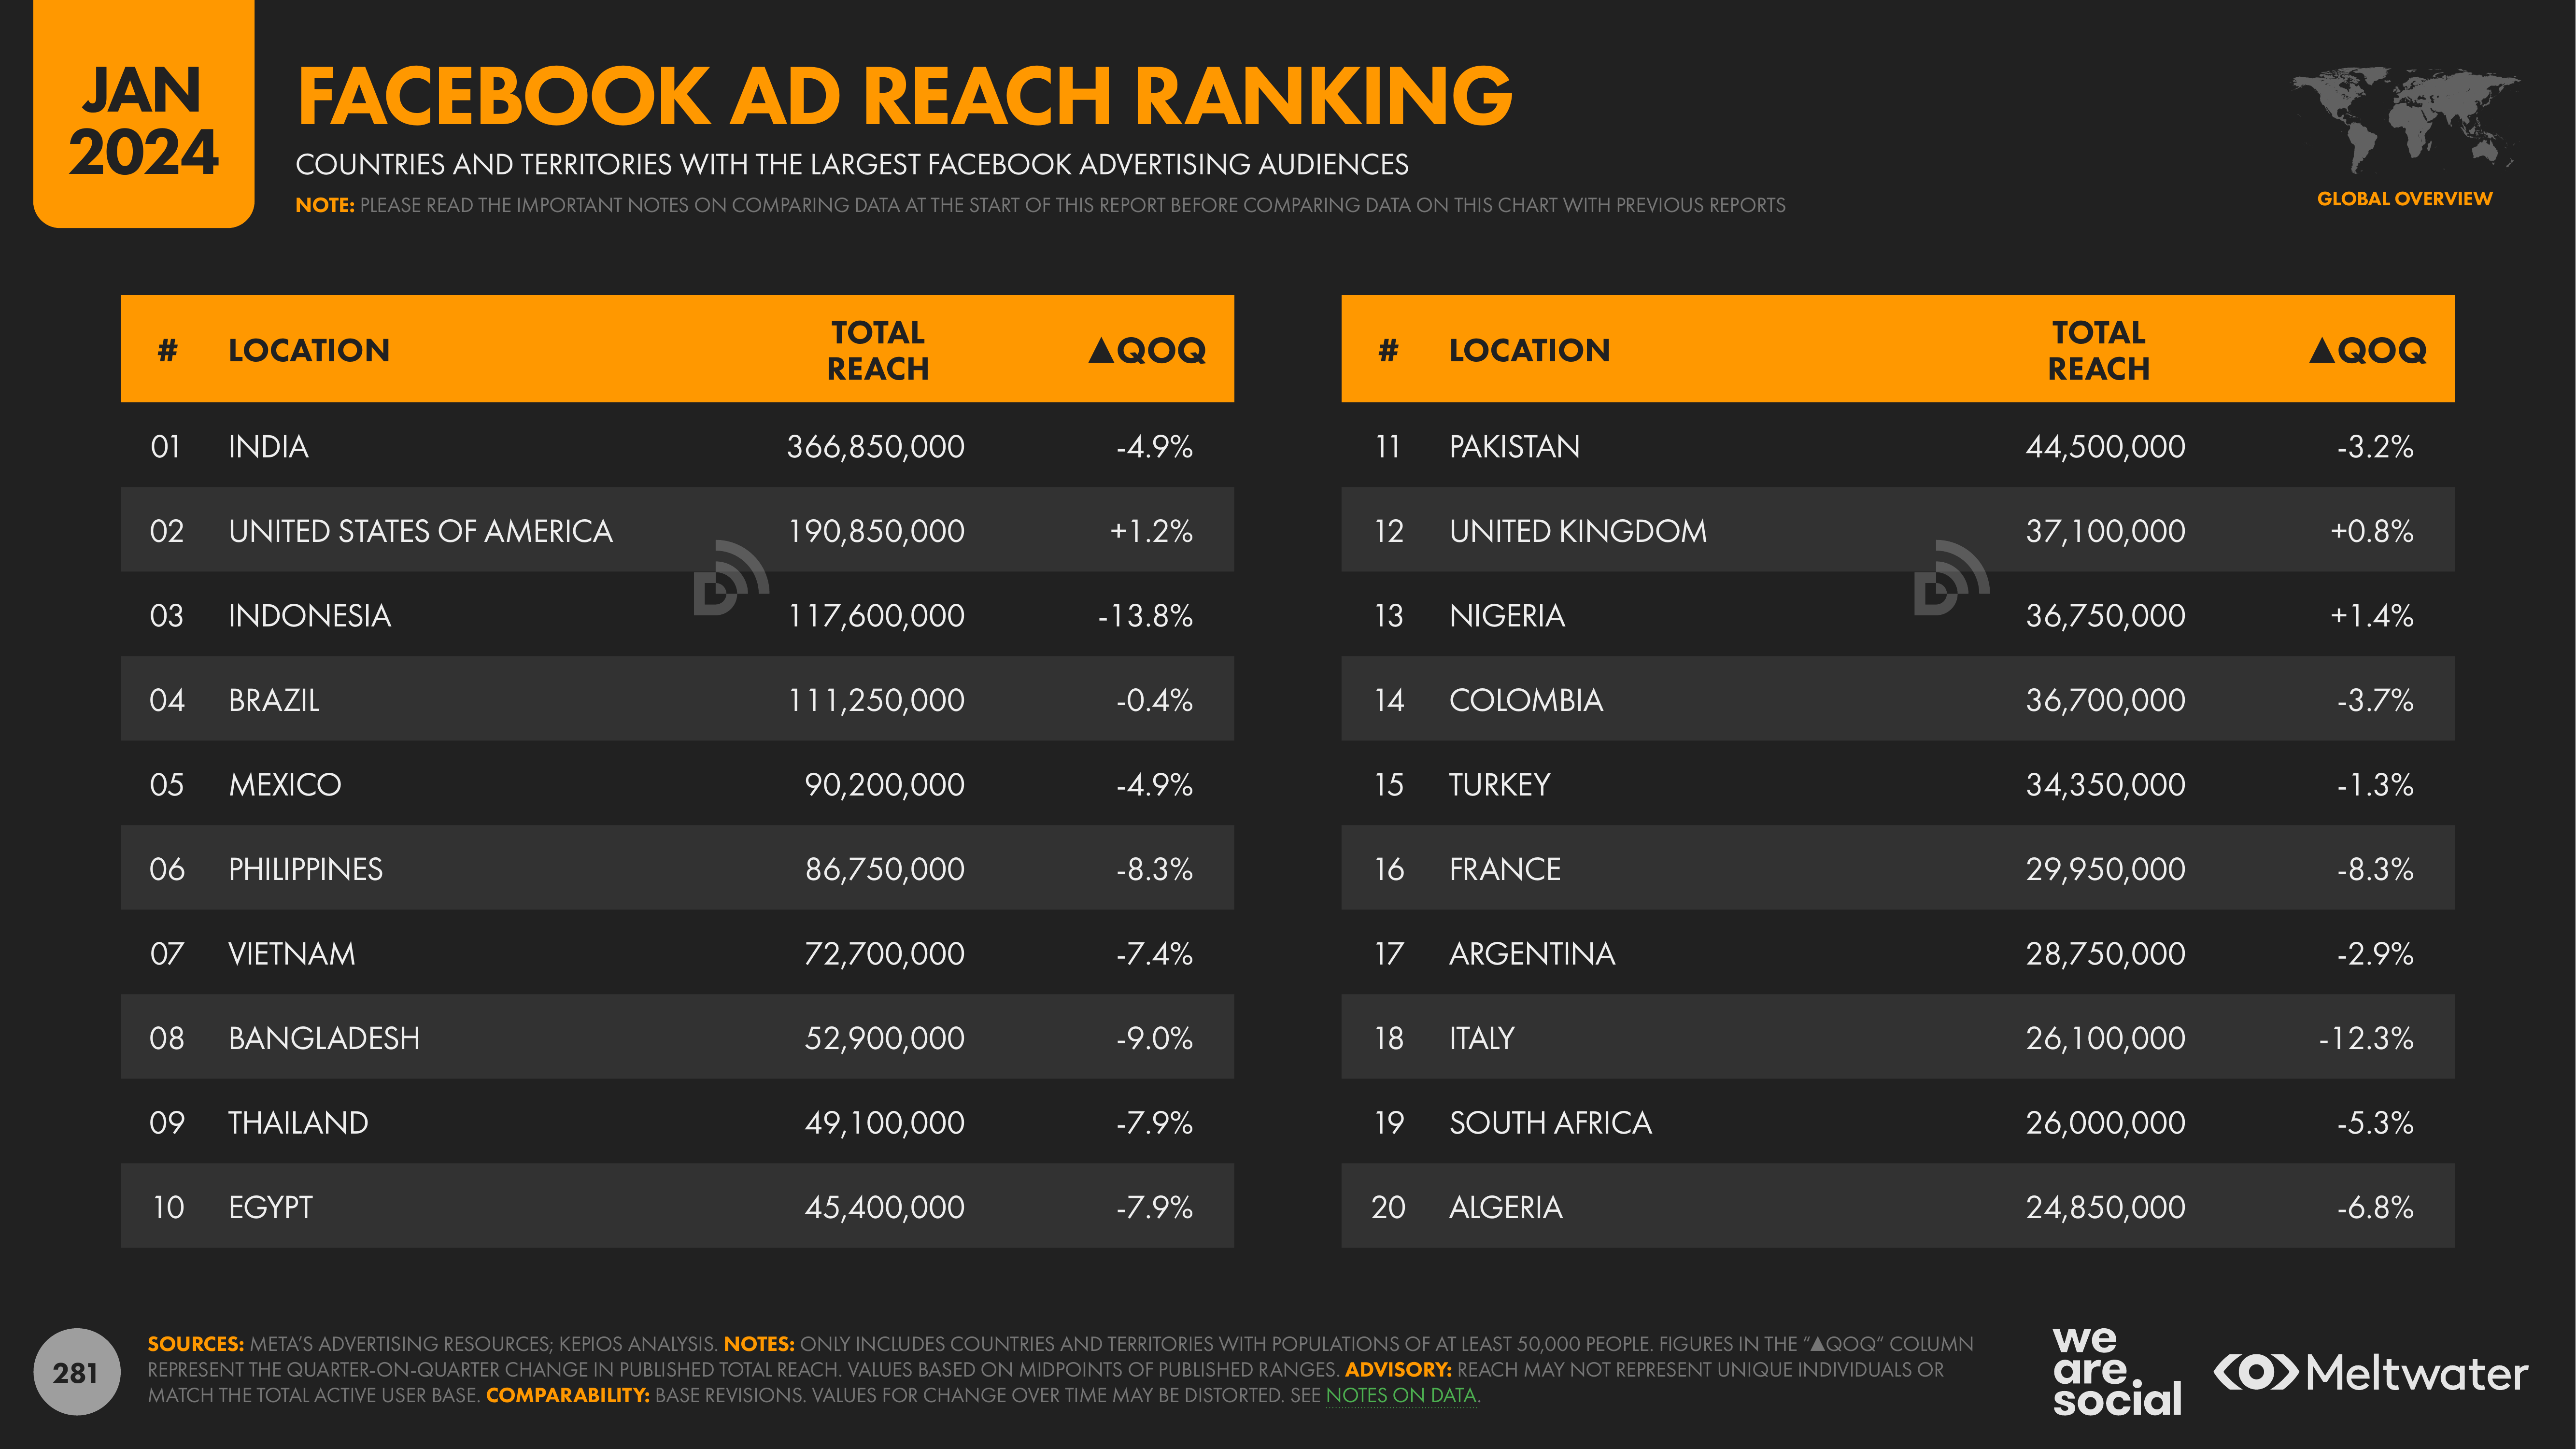 JAN
2024
FACEBOOK AD REACH RANKING
COUNTRIES AND TERRITORIES WITH THE LARGEST FACEBOOK ADVERTISING AUDIENCES
NOTE: PLEASE READ THE IMPORTANT NOTES ON COMPARING DATA AT THE START OF THIS REPORT BEFORE COMPARING DATA ON THIS CHART WITH PREVIOUS REPORTS
GLOBAL OVERVIEW
# LOCATION TOTAL REACH ▲QOQ
01 INDIA 366,850,000 -4.9%
02 UNITED STATES OF AMERICA 190,850,000 +1.2%
03 INDONESIA 117,600,000 -13.8%
04 BRAZIL 111,250,000 -0.4%
05 MEXICO 90,200,000 -4.9%
06 PHILIPPINES 86,750,000 -8.3%
07 VIETNAM 72,700,000 -7.4%
08 BANGLADESH 52,900,000 -9.0%
09 THAILAND 49,100,000 -7.9%
10 EGYPT 45,400,000 -7.9%
# LOCATION TOTAL REACH ▲QOQ
11 PAKISTAN 44,500,000 -3.2%
12 UNITED KINGDOM 37,100,000 +0.8%
13 NIGERIA 36,750,000 +1.4%
14 COLOMBIA 36,700,000 -3.7%
15 TURKEY 34,350,000 -1.3%
16 FRANCE 29,950,000 -8.3%
17 ARGENTINA 28,750,000 -2.9%
18 ITALY 26,100,000 -12.3%
19 SOUTH AFRICA 26,000,000 -5.3%
20 ALGERIA 24,850,000 -6.8%
281
SOURCES: META'S ADVERTISING RESOURCES; KEPIOS ANALYSIS. NOTES: ONLY INCLUDES COUNTRIES AND TERRITORIES WITH POPULATIONS OF AT LEAST 50,000 PEOPLE. FIGURES IN THE “▲QOQ“ COLUMN
REPRESENT THE QUARTER-ON-QUARTER CHANGE IN PUBLISHED TOTAL REACH. VALUES BASED ON MIDPOINTS OF PUBLISHED RANGES. ADVISORY: REACH MAY NOT REPRESENT UNIQUE INDIVIDUALS OR
MATCH THE TOTAL ACTIVE USER BASE. COMPARABILITY: BASE REVISIONS. VALUES FOR CHANGE OVER TIME MAY BE DISTORTED. SEE NOTES ON DATA.
we
are
social
Meltwater